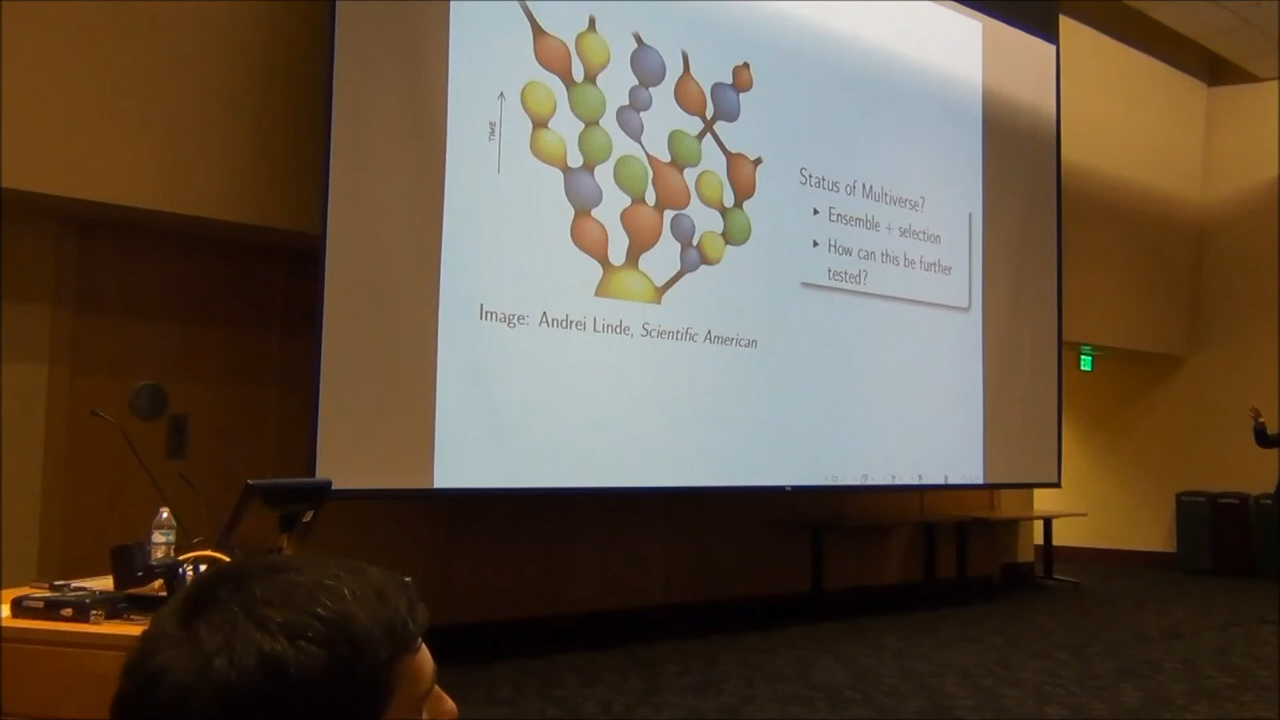 TIME
Status of Multiverse?
Ensemble + selection
How can this be further
tested?
Image: Andrei Linde, Scientific American